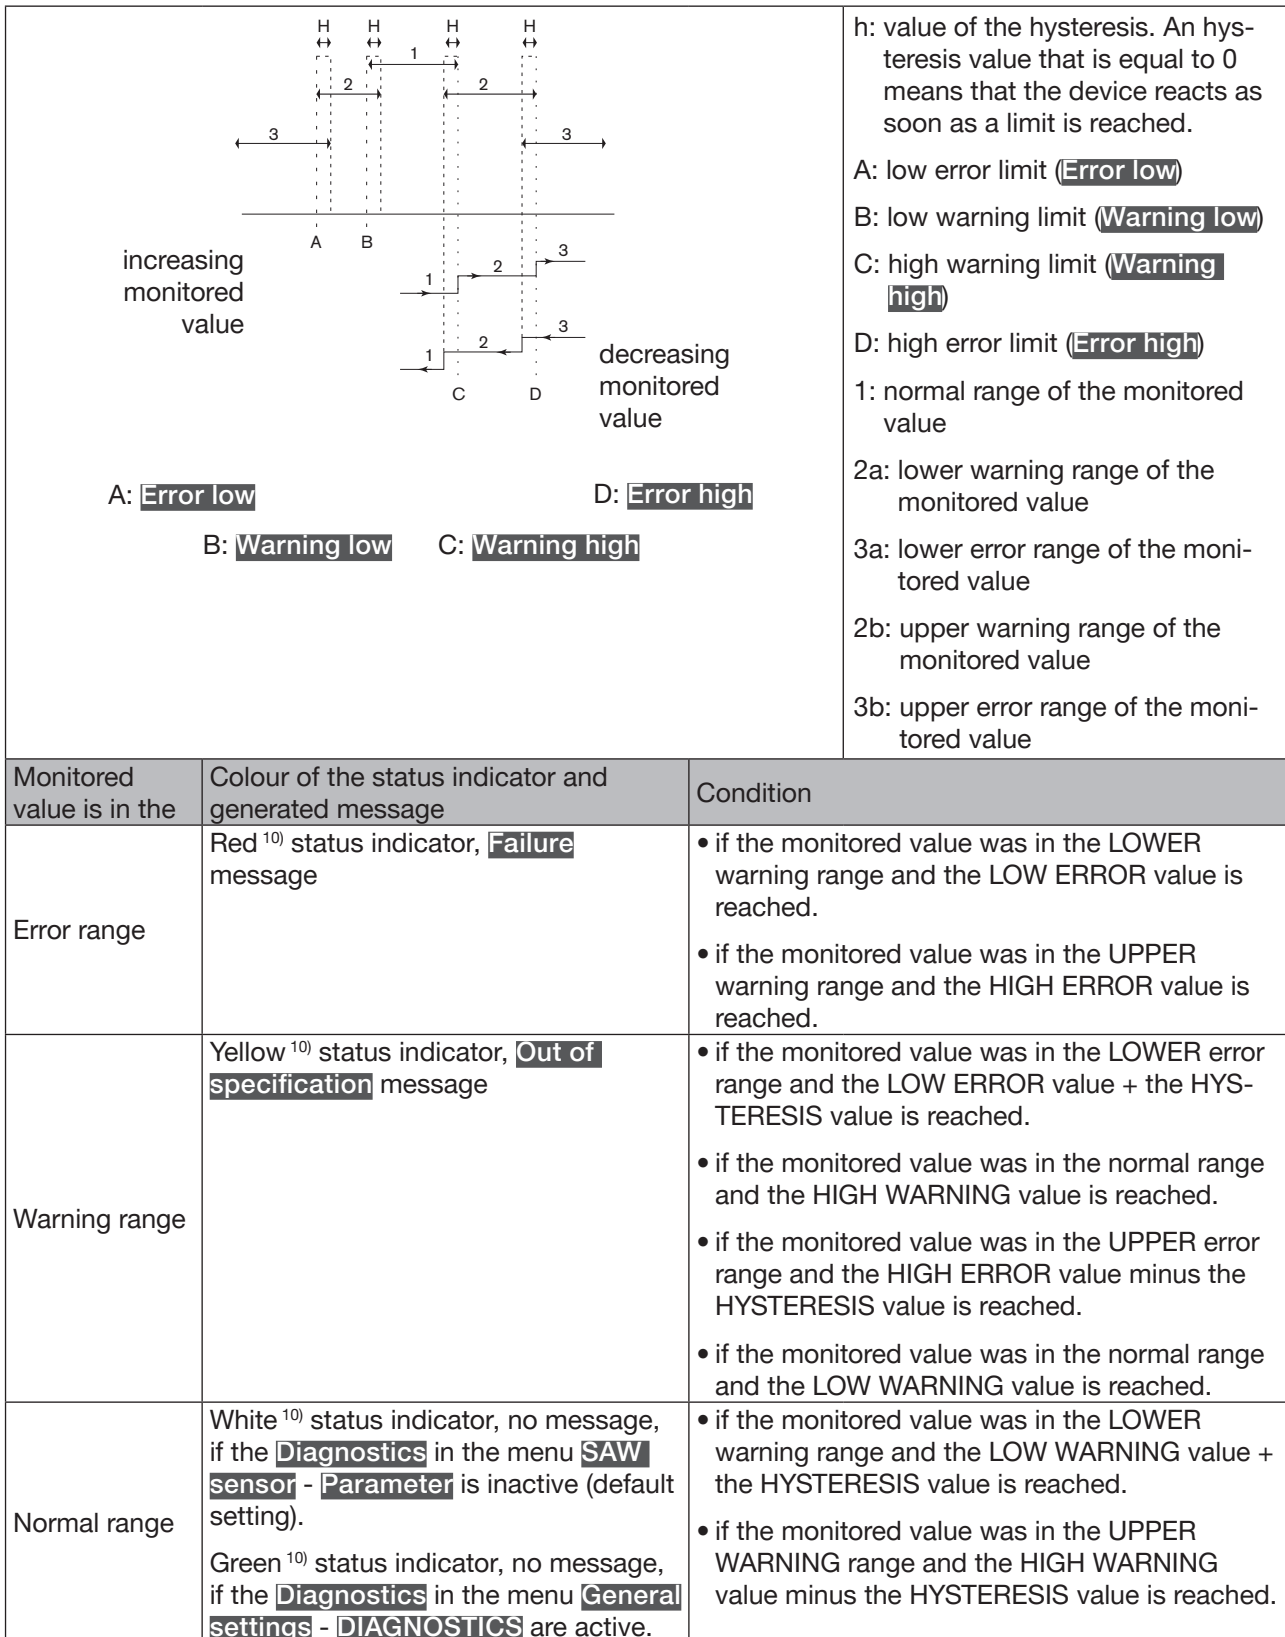 H H H H
1
2 2
3 3
A B
increasing
monitored
value
1 2 3
1 2 3
decreasing
monitored
value
C D
A: Error low D: Error high
B: Warning low C: Warning high
h: value of the hysteresis. An hys-
teresis value that is equal to 0
means that the device reacts as
soon as a limit is reached.
A: low error limit (Error low)
B: low warning limit (Warning low)
C: high warning limit (Warning
high)
D: high error limit (Error high)
1: normal range of the monitored
value
2a: lower warning range of the
monitored value
3a: lower error range of the moni-
tored value
2b: upper warning range of the
monitored value
3b: upper error range of the moni-
tored value
Monitored
value is in the
Colour of the status indicator and
generated message
Condition
Error range
Red 10) status indicator, Failure
message
• if the monitored value was in the LOWER
warning range and the LOW ERROR value is
reached.
• if the monitored value was in the UPPER
warning range and the HIGH ERROR value is
reached.
Warning range
Yellow 10) status indicator, Out of
specification message
• if the monitored value was in the LOWER error
range and the LOW ERROR value + the HYS-
TERESIS value is reached.
• if the monitored value was in the normal range
and the HIGH WARNING value is reached.
• if the monitored value was in the UPPER error
range and the HIGH ERROR value minus the
HYSTERESIS value is reached.
• if the monitored value was in the normal range
and the LOW WARNING value is reached.
Normal range
White 10) status indicator, no message,
if the Diagnostics in the menu SAW
sensor - Parameter is inactive (default
setting).
Green 10) status indicator, no message,
if the Diagnostics in the menu General
settings - DIAGNOSTICS are active.
• if the monitored value was in the LOWER
warning range and the LOW WARNING value +
the HYSTERESIS value is reached.
• if the monitored value was in the UPPER
WARNING range and the HIGH WARNING
value minus the HYSTERESIS value is reached.